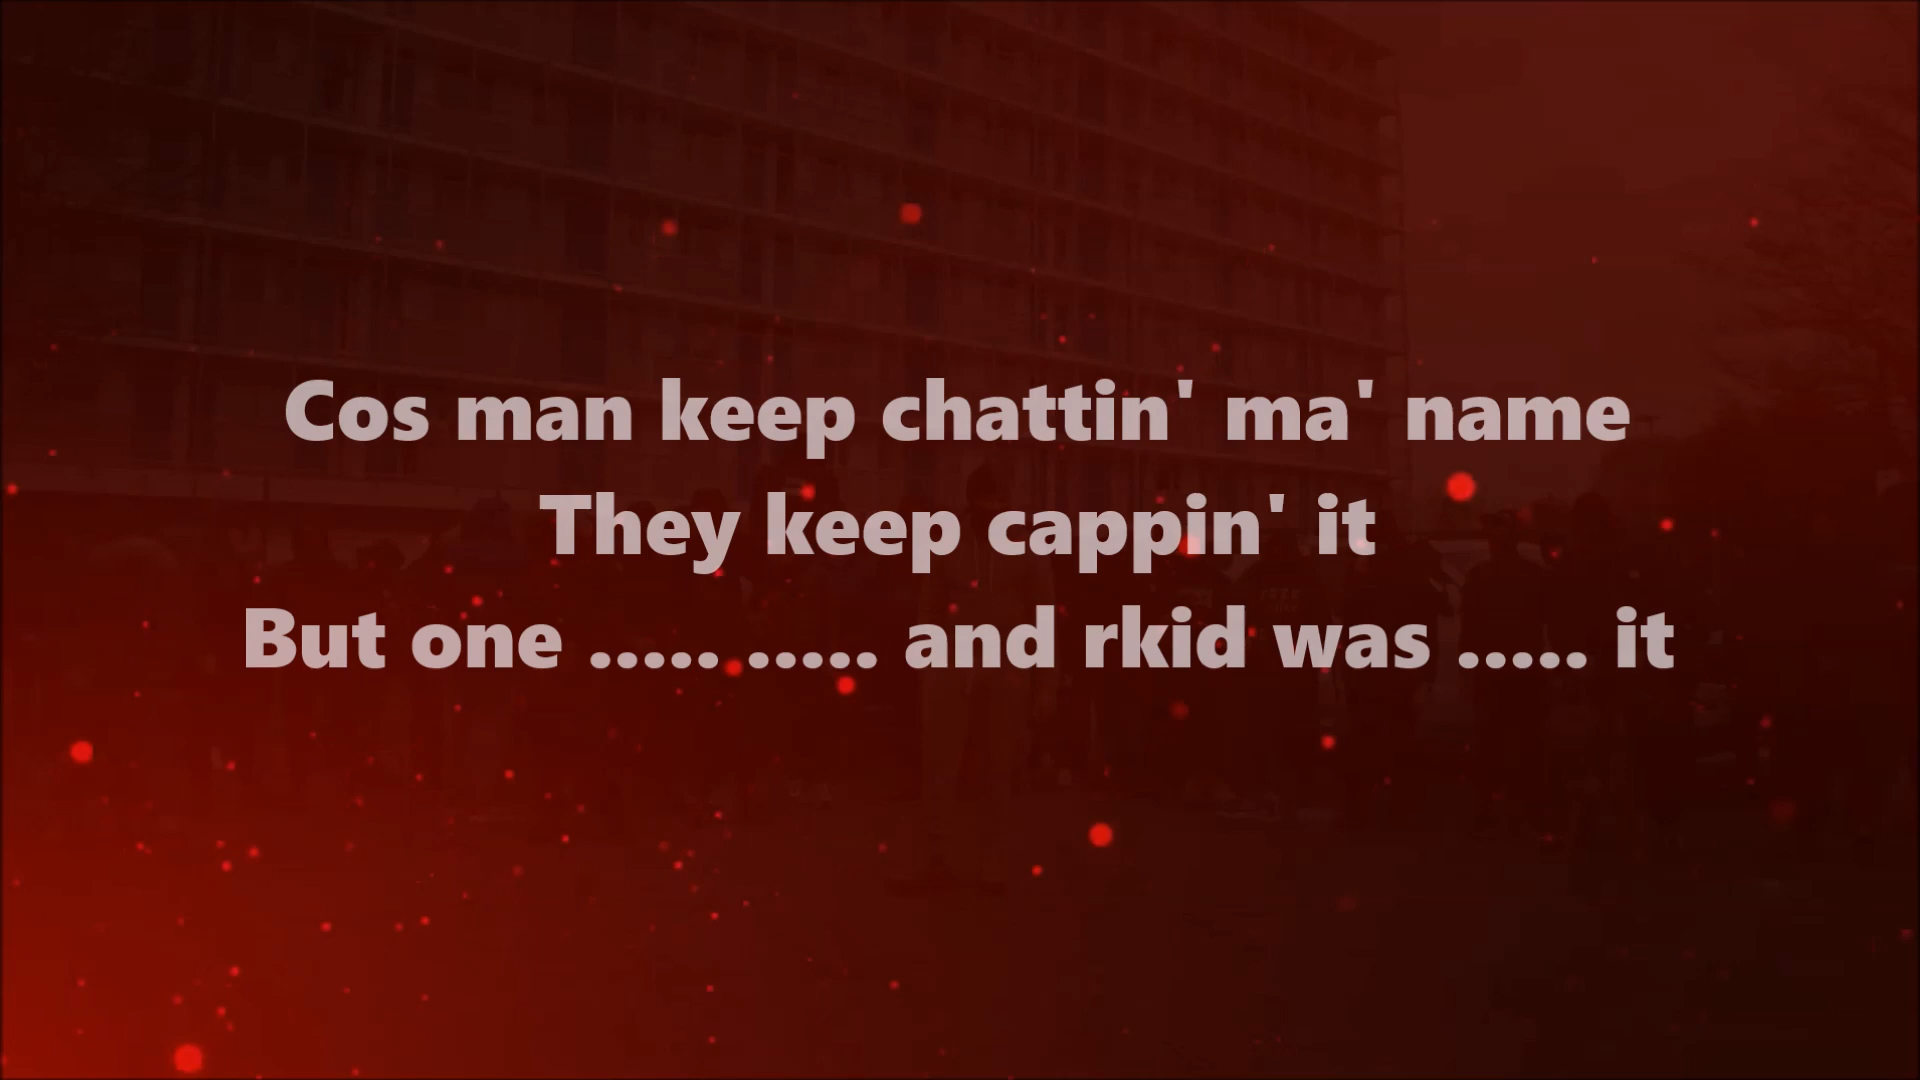 Cos man keep chattin' ma' name
They keep cappin' it
But one ..... ..... and rkid was ..... it